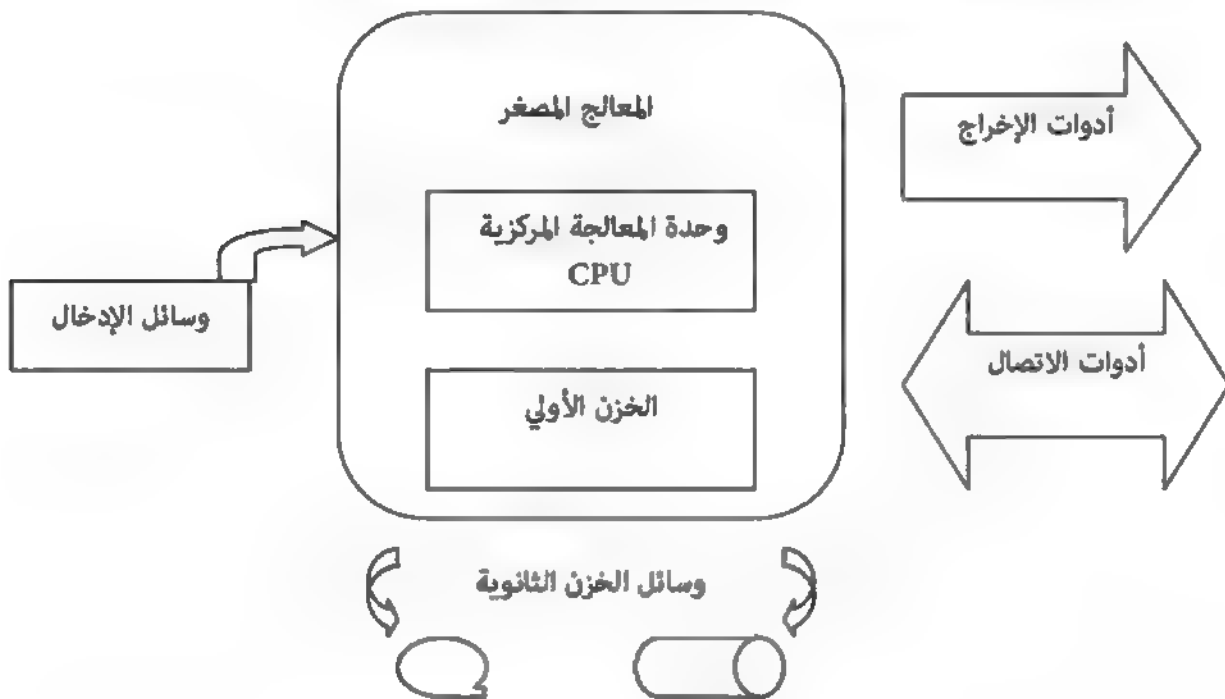 المعالج المصغر
أدوات الإخراج
وحدة المعالجة المركزية
CPU
وسائل الإدخال
أدوات الاتصال
الخزن الأولي
وسائل الخزن الثانوية